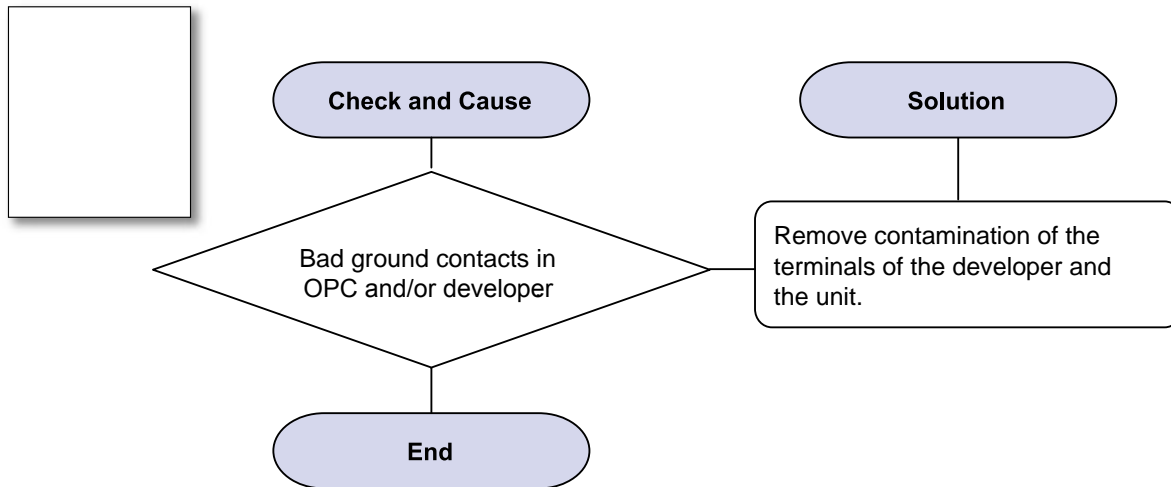 Check and Cause
Solution
Bad ground contacts in
OPC and/or developer
Remove contamination of the
terminals of the developer and
the unit.
End